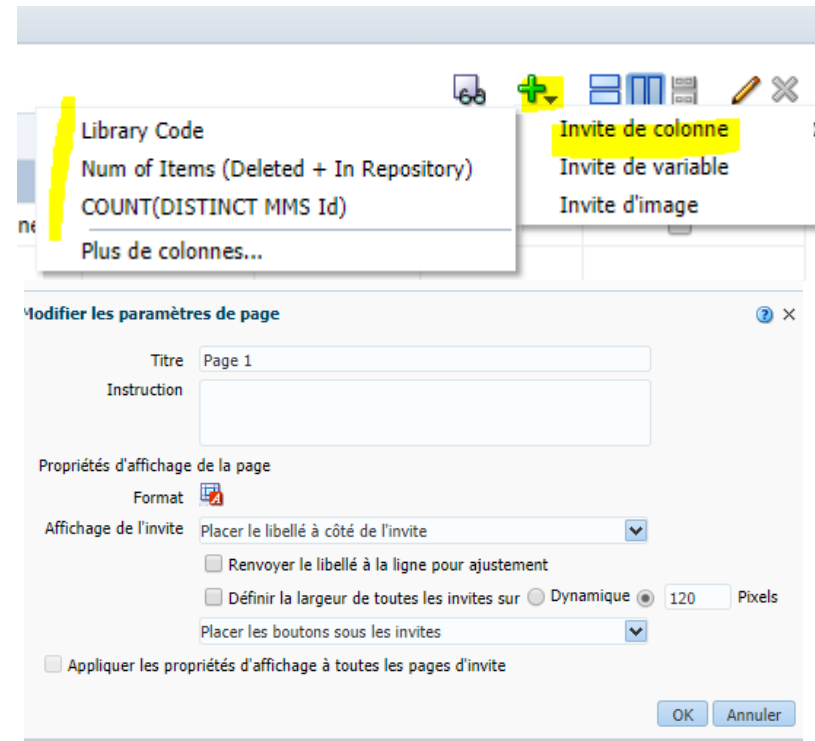 Library Code
Invite de colonne
Num of Items (Deleted + In Repository)
Invite de variable
COUNT(DISTINCT MMS Id)
Invite d'image
Plus de colonnes...
Modifier les paramètres de page
Titre Page 1
Instruction
Propriétés d'affichage de la page
Format
Affichage de l'invite Placer le libellé à côté de l'invite
Renvoyer le libellé à la ligne pour ajustement
Définir la largeur de toutes les invites sur Dynamique 120 Pixels
Placer les boutons sous les invites
Appliquer les propriétés d'affichage à toutes les pages d'invite
OK Annuler